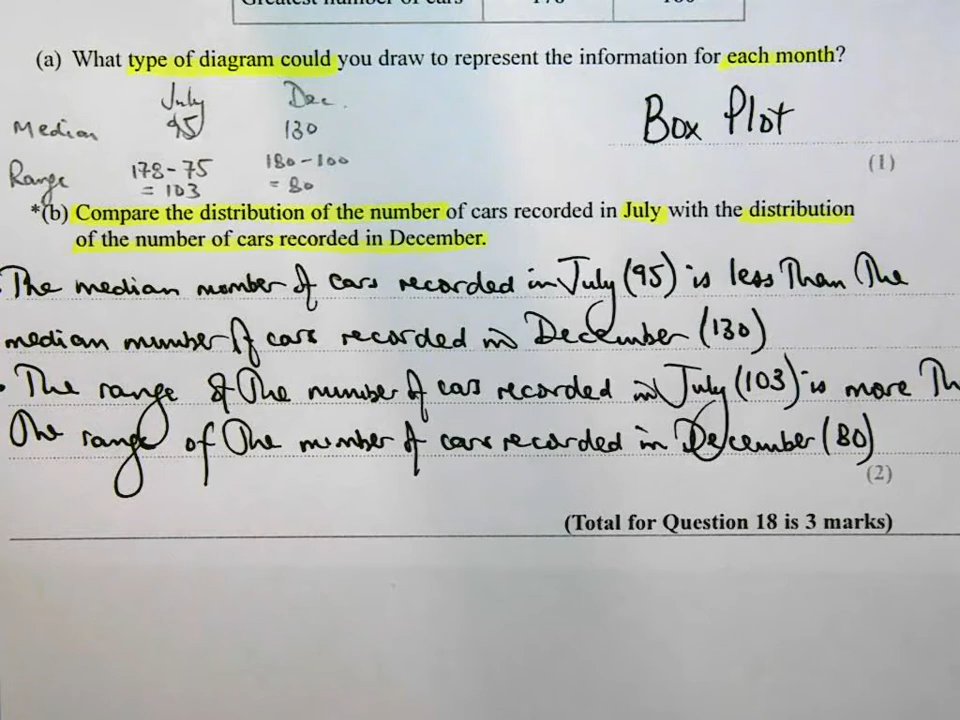 Greatest number of cars 178 180
(a) What type of diagram could you draw to represent the information for each month?
July Dec.
Median 95 130
Box Plot
(1)
Range 178-75 180-100
= 103 = 80
*(b) Compare the distribution of the number of cars recorded in July with the distribution
of the number of cars recorded in December.
The median number of cars recorded in July (95) is less than the
median number of cars recorded in December (130)
• The range of the number of cars recorded in July (103) is more Th
the range of the number of cars recorded in December (80)
(2)
(Total for Question 18 is 3 marks)